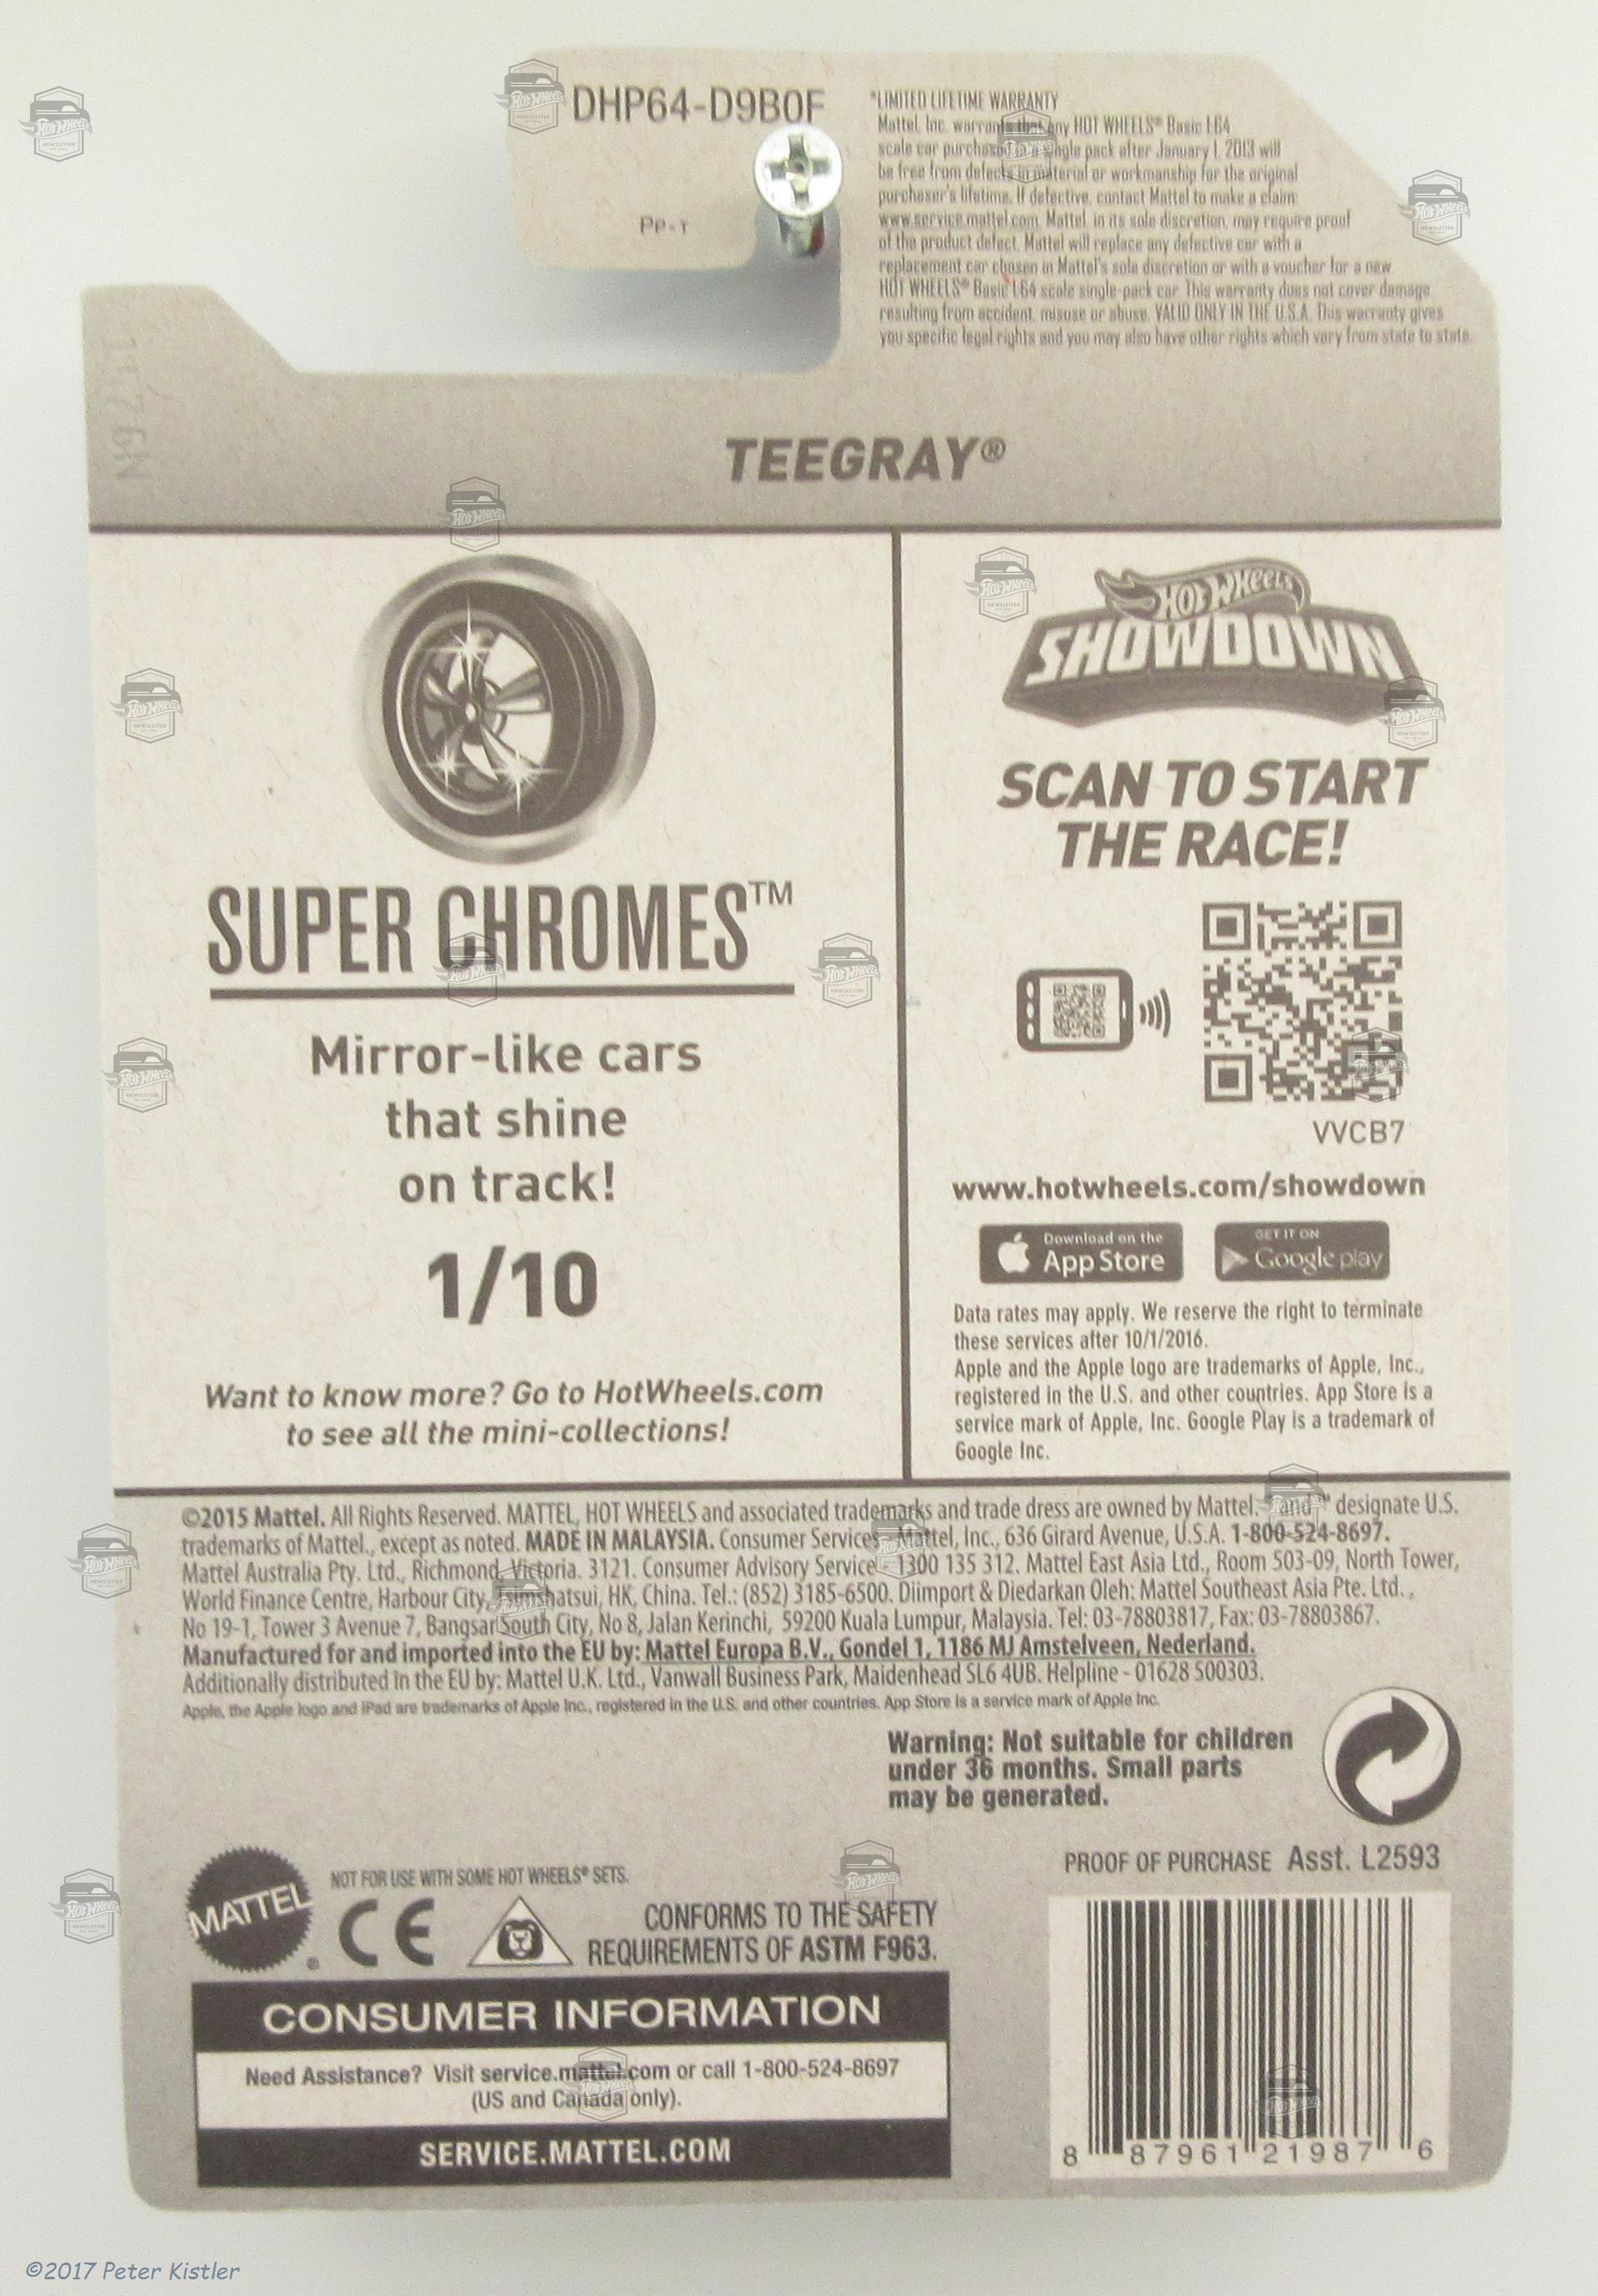 DHP64-D9B0F
Pe-T
*LIMITED LIFETIME WARRANTY
Mattel, Inc. warrants that any HOT WHEELS® Basic 1:64
scale car purchased in a single pack after January 1, 2013 will
be free from defects in material or workmanship for the original
purchaser's lifetime. If defective, contact Mattel to make a claim:
www.service.mattel.com. Mattel, in its sole discretion, may require proof
of the product defect. Mattel will replace any defective car with a
replacement car chosen in Mattel's sole discretion or with a voucher for a new
HOT WHEELS® Basic 1:64 scale single-pack car. This warranty does not cover damage
resulting from accident, misuse or abuse. VALID ONLY IN THE U.S.A. This warranty gives
you specific legal rights and you may also have other rights which vary from state to state.
TEEGRAY®
SUPER CHROMES™
Mirror-like cars
that shine
on track!
1/10
Want to know more? Go to HotWheels.com
to see all the mini-collections!
HOT WHEELS
SHOWDOWN
SCAN TO START
THE RACE!
VVCB7
www.hotwheels.com/showdown
Download on the
App Store
GET IT ON
Google play
Data rates may apply. We reserve the right to terminate
these services after 10/1/2016.
Apple and the Apple logo are trademarks of Apple, Inc.,
registered in the U.S. and other countries. App Store is a
service mark of Apple, Inc. Google Play is a trademark of
Google Inc.
©2015 Mattel. All Rights Reserved. MATTEL, HOT WHEELS and associated trademarks and trade dress are owned by Mattel. ® and ™ designate U.S.
trademarks of Mattel., except as noted. MADE IN MALAYSIA. Consumer Services - Mattel, Inc., 636 Girard Avenue, U.S.A. 1-800-524-8697.
Mattel Australia Pty. Ltd., Richmond, Victoria. 3121. Consumer Advisory Service - 1300 135 312. Mattel East Asia Ltd., Room 503-09, North Tower,
World Finance Centre, Harbour City, Tsimshatsui, HK, China. Tel.: (852) 3185-6500. Diimport & Diedarkan Oleh: Mattel Southeast Asia Pte. Ltd.,
No 19-1, Tower 3 Avenue 7, Bangsar South City, No 8, Jalan Kerinchi, 59200 Kuala Lumpur, Malaysia. Tel: 03-78803817, Fax: 03-78803867.
Manufactured for and imported into the EU by: Mattel Europa B.V., Gondel 1, 1186 MJ Amstelveen, Nederland.
Additionally distributed in the EU by: Mattel U.K. Ltd., Vanwall Business Park, Maidenhead SL6 4UB. Helpline - 01628 500303.
Apple, the Apple logo and iPad are trademarks of Apple Inc., registered in the U.S. and other countries. App Store is a service mark of Apple Inc.
Warning: Not suitable for children
under 36 months. Small parts
may be generated.
MATTEL®
NOT FOR USE WITH SOME HOT WHEELS® SETS.
CE
CONFORMS TO THE SAFETY
REQUIREMENTS OF ASTM F963.
PROOF OF PURCHASE Asst. L2593
CONSUMER INFORMATION
Need Assistance? Visit service.mattel.com or call 1-800-524-8697
(US and Canada only).
SERVICE.MATTEL.COM
8 87961 21987 6
©2017 Peter Kistler